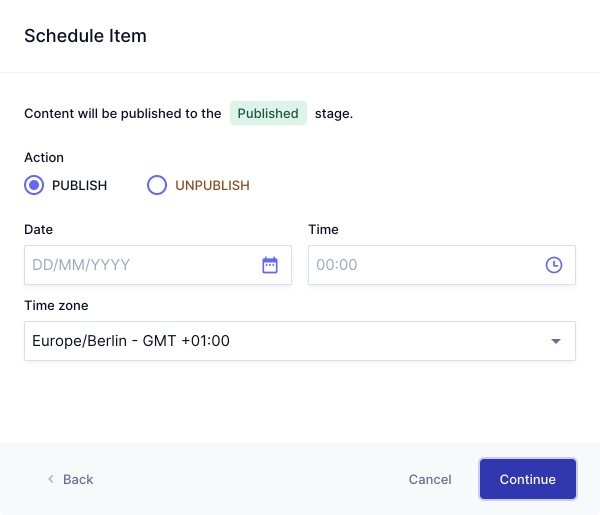 Schedule Item
Content will be published to the Published stage.
Action
PUBLISH UNPUBLISH
Date Time
DD/MM/YYYY 00:00
Time zone
Europe/Berlin - GMT +01:00
Back Cancel Continue